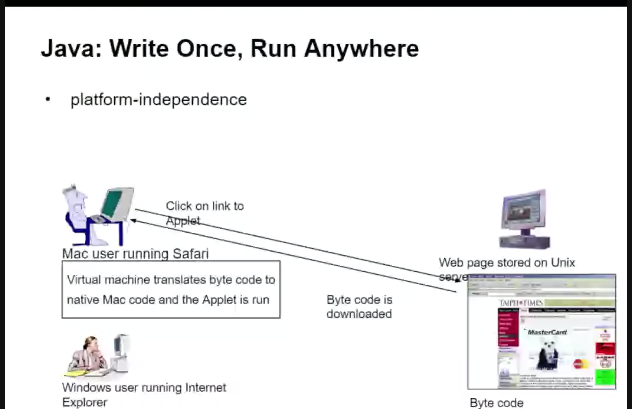 Java: Write Once, Run Anywhere
• platform-independence
Click on link to
Applet
Mac user running Safari
Virtual machine translates byte code to
native Mac code and the Applet is run
Web page stored on Unix
serve
Byte code is
downloaded
TAIPEI TIMES
MasterCard
MasterCard
Windows user running Internet
Explorer
Byte code